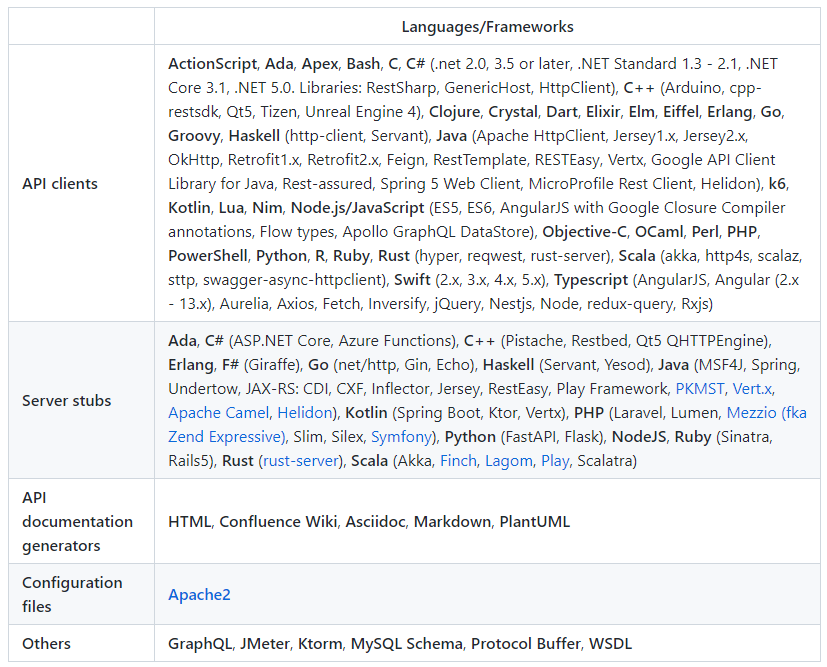 Languages/Frameworks
API clients
ActionScript, Ada, Apex, Bash, C, C# (.net 2.0, 3.5 or later, .NET Standard 1.3 - 2.1, .NET
Core 3.1, .NET 5.0. Libraries: RestSharp, GenericHost, HttpClient), C++ (Arduino, cpp-
restsdk, Qt5, Tizen, Unreal Engine 4), Clojure, Crystal, Dart, Elixir, Elm, Eiffel, Erlang, Go,
Groovy, Haskell (http-client, Servant), Java (Apache HttpClient, Jersey1.x, Jersey2.x,
OkHttp, Retrofit1.x, Retrofit2.x, Feign, RestTemplate, RESTEasy, Vertx, Google API Client
Library for Java, Rest-assured, Spring 5 Web Client, MicroProfile Rest Client, Helidon), k6,
Kotlin, Lua, Nim, Node.js/JavaScript (ES5, ES6, AngularJS with Google Closure Compiler
annotations, Flow types, Apollo GraphQL DataStore), Objective-C, OCaml, Perl, PHP,
PowerShell, Python, R, Ruby, Rust (hyper, reqwest, rust-server), Scala (akka, http4s, scalaz,
sttp, swagger-async-httpclient), Swift (2.x, 3.x, 4.x, 5.x), Typescript (AngularJS, Angular (2.x
- 13.x), Aurelia, Axios, Fetch, Inversify, jQuery, Nestjs, Node, redux-query, Rxjs)
Server stubs
Ada, C# (ASP.NET Core, Azure Functions), C++ (Pistache, Restbed, Qt5 QHTTPEngine),
Erlang, F# (Giraffe), Go (net/http, Gin, Echo), Haskell (Servant, Yesod), Java (MSF4J, Spring,
Undertow, JAX-RS: CDI, CXF, Inflector, Jersey, RestEasy, Play Framework, PKMST, Vert.x,
Apache Camel, Helidon), Kotlin (Spring Boot, Ktor, Vertx), PHP (Laravel, Lumen, Mezzio (fka
Zend Expressive), Slim, Silex, Symfony), Python (FastAPI, Flask), NodeJS, Ruby (Sinatra,
Rails5), Rust (rust-server), Scala (Akka, Finch, Lagom, Play, Scalatra)
API
documentation
generators
HTML, Confluence Wiki, Asciidoc, Markdown, PlantUML
Configuration
files
Apache2
Others
GraphQL, JMeter, Ktorm, MySQL Schema, Protocol Buffer, WSDL